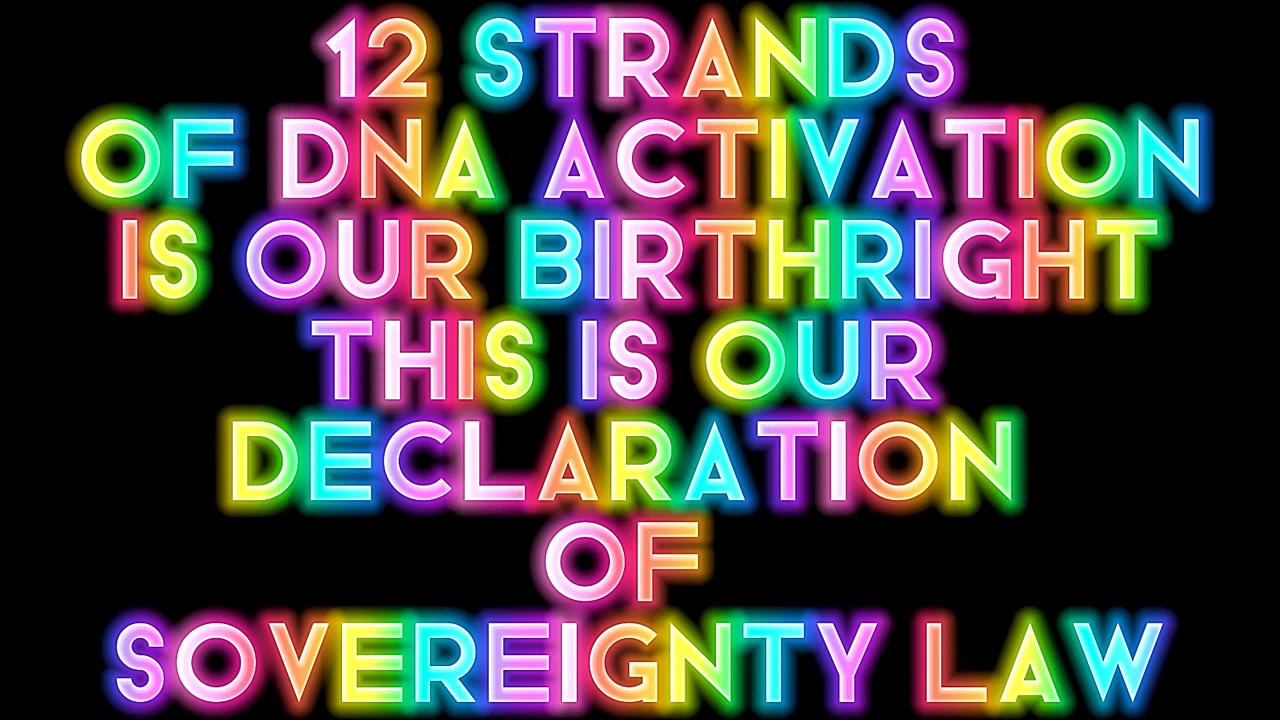 12 STRANDS
OF DNA ACTIVATION
IS OUR BIRTHRIGHT
THIS IS OUR
DECLARATION
OF
SOVEREIGNTY LAW